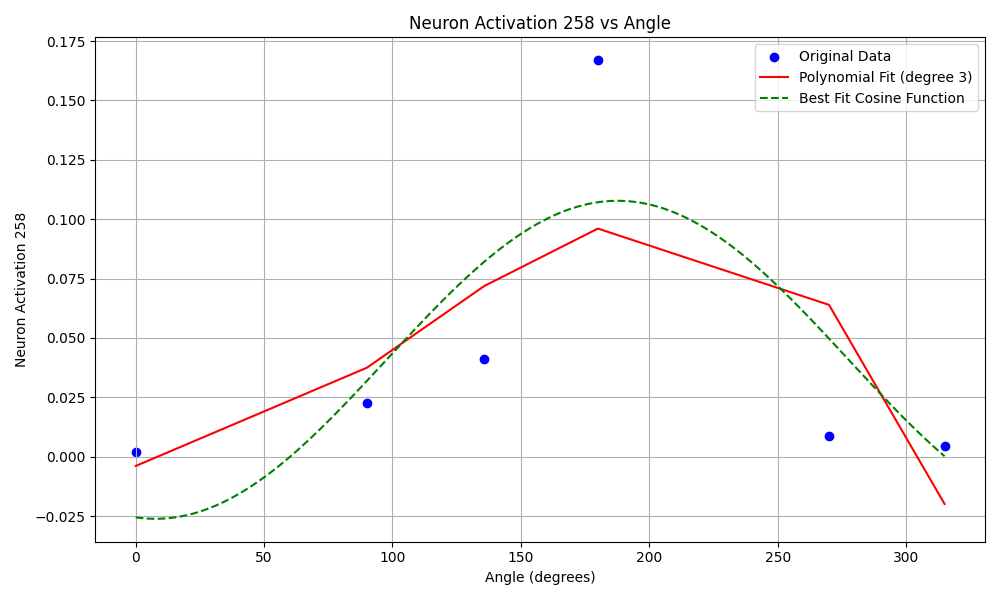 Neuron Activation 258 vs Angle
Original Data
Polynomial Fit (degree 3)
Best Fit Cosine Function
Neuron Activation 258
0.175
0.150
0.125
0.100
0.075
0.050
0.025
0.000
−0.025
0 50 100 150 200 250 300
Angle (degrees)